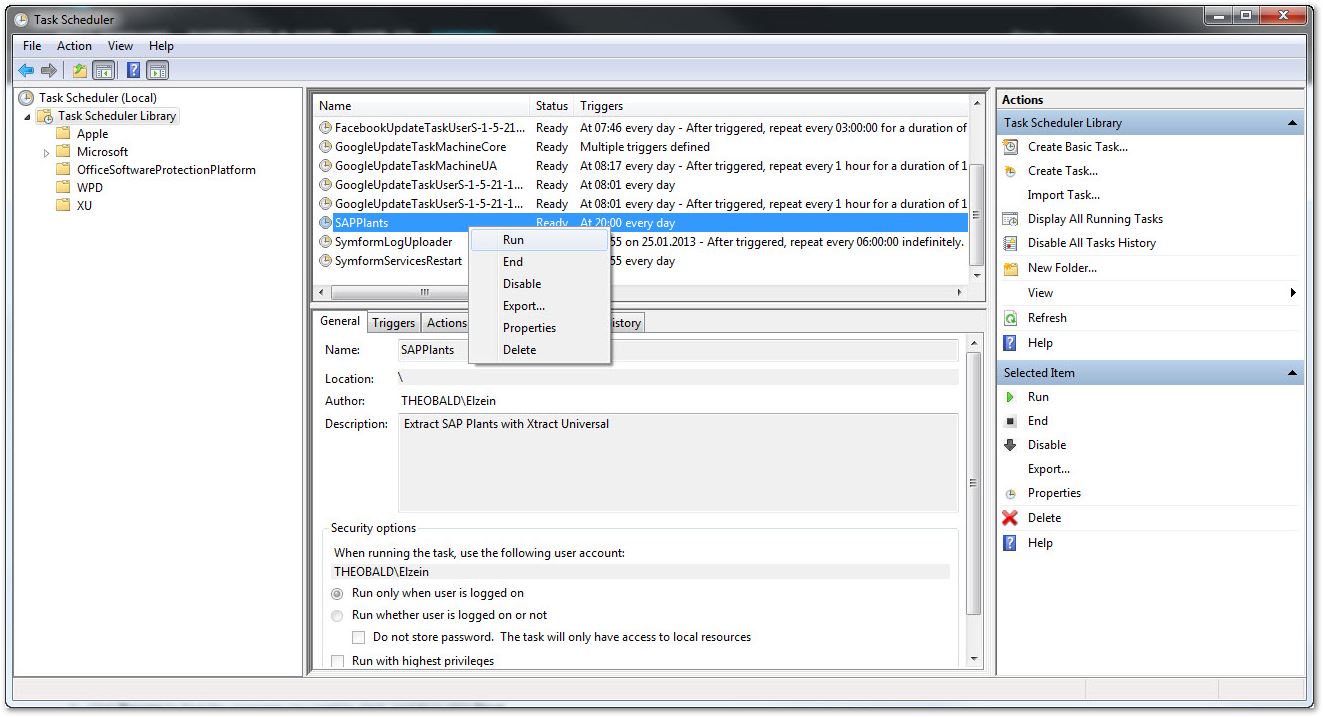 Task Scheduler
File Action View Help
Task Scheduler (Local)
Task Scheduler Library
Apple
Microsoft
OfficeSoftwareProtectionPlatform
WPD
XU
Name Status Triggers
FacebookUpdateTaskUserS-1-5-21... Ready At 07:46 every day - After triggered, repeat every 03:00:00 for a duration of
GoogleUpdateTaskMachineCore Ready Multiple triggers defined
GoogleUpdateTaskMachineUA Ready At 08:17 every day - After triggered, repeat every 1 hour for a duration of 1
GoogleUpdateTaskUserS-1-5-21-1... Ready At 08:01 every day
GoogleUpdateTaskUserS-1-5-21-1... Ready At 08:01 every day - After triggered, repeat every 1 hour for a duration of 1
SAPPlants Ready At 20:00 every day
SymformLogUploader 55 on 25.01.2013 - After triggered, repeat every 06:00:00 indefinitely.
SymformServicesRestart 55 every day
Run
End
Disable
Export...
Properties
Delete
General Triggers Actions istory
Name: SAPPlants
Location: \
Author: THEOBALD\Elzein
Description: Extract SAP Plants with Xtract Universal
Security options
When running the task, use the following user account:
THEOBALD\Elzein
Run only when user is logged on
Run whether user is logged on or not
Do not store password. The task will only have access to local resources
Run with highest privileges
Actions
Task Scheduler Library
Create Basic Task...
Create Task...
Import Task...
Display All Running Tasks
Disable All Tasks History
New Folder...
View
Refresh
Help
Selected Item
Run
End
Disable
Export...
Properties
Delete
Help